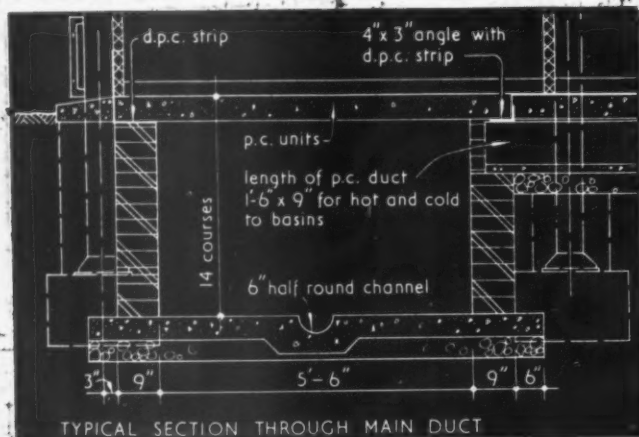 d.p.c. strip
4"x 3" angle with
d.p.c. strip
p.c. units
length of p.c. duct
1'-6" x 9" for hot and cold
to basins
14 courses
6" half round channel
3" 9" 5'-6" 9" 6"
TYPICAL SECTION THROUGH MAIN DUCT